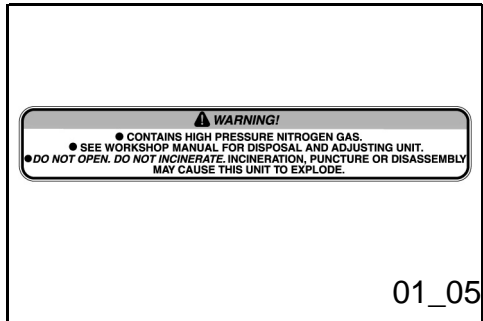 WARNING!
● CONTAINS HIGH PRESSURE NITROGEN GAS.
● SEE WORKSHOP MANUAL FOR DISPOSAL AND ADJUSTING UNIT.
● DO NOT OPEN. DO NOT INCINERATE. INCINERATION, PUNCTURE OR DISASSEMBLY
MAY CAUSE THIS UNIT TO EXPLODE.
01_05